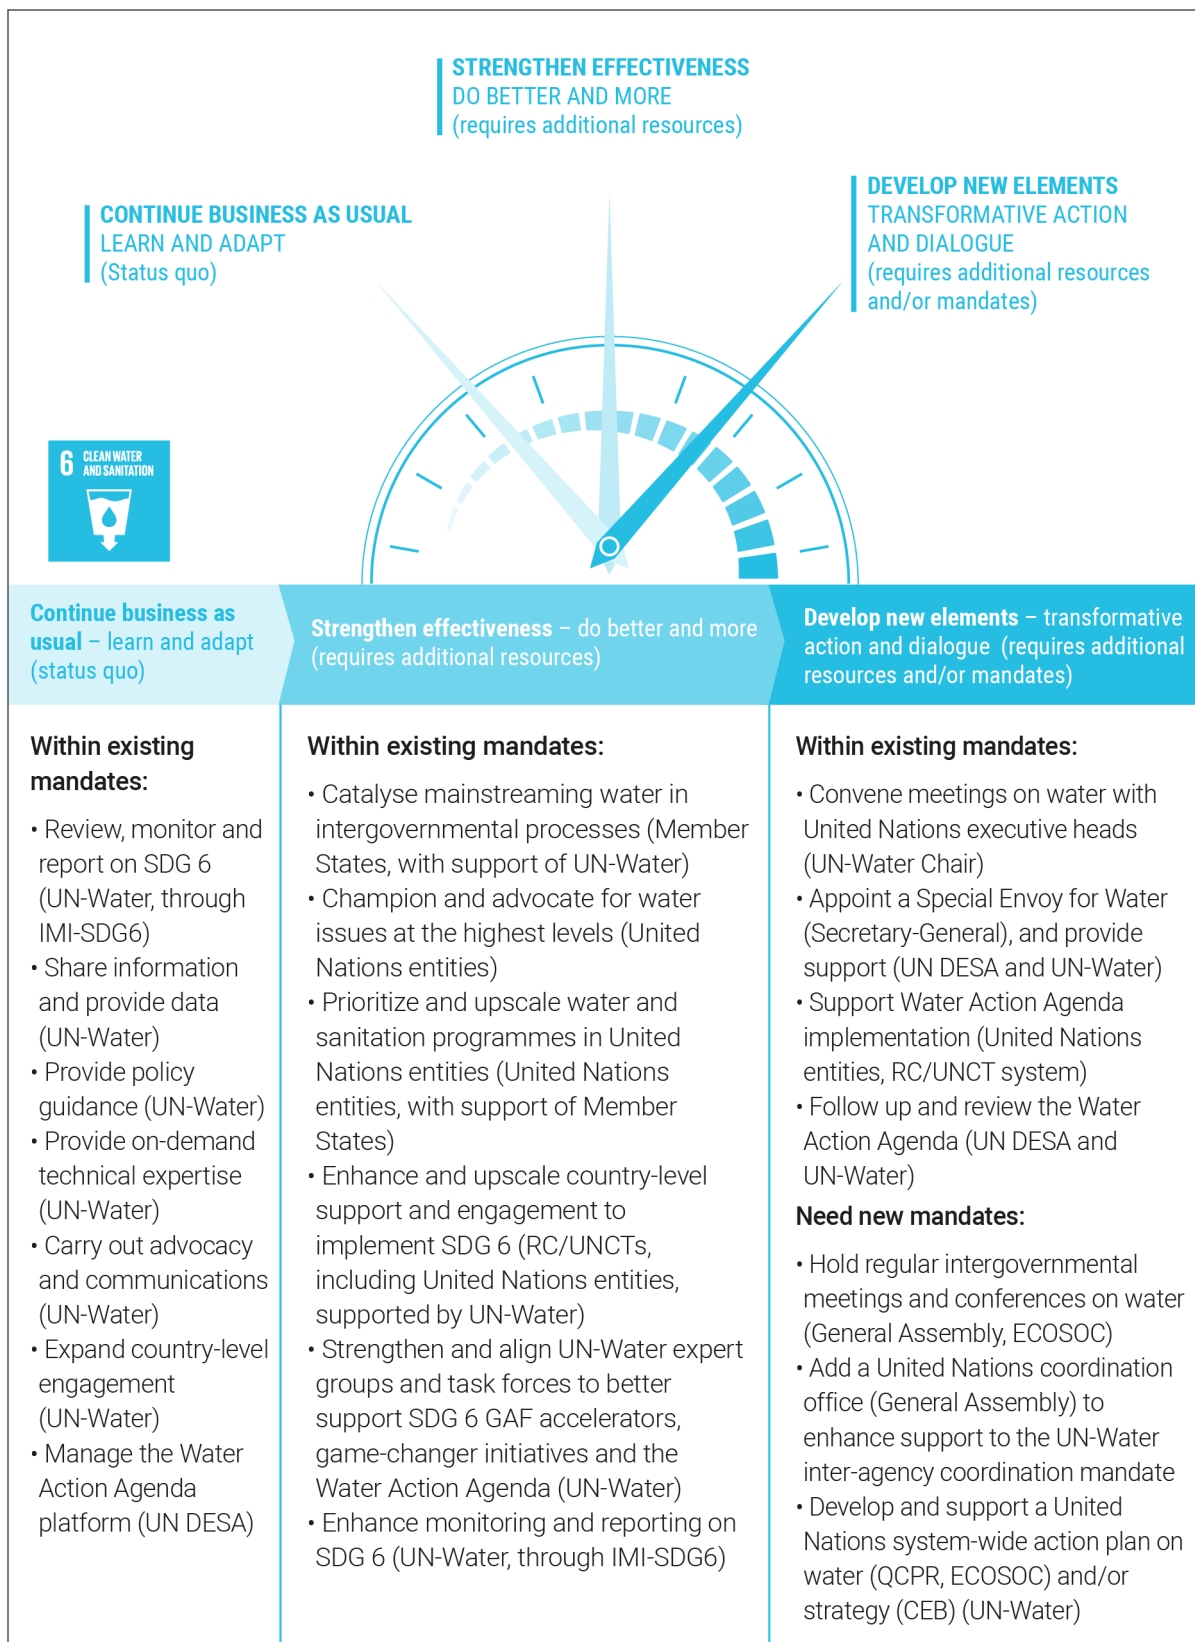 STRENGTHEN EFFECTIVENESS
DO BETTER AND MORE
(requires additional resources)
DEVELOP NEW ELEMENTS
TRANSFORMATIVE ACTION
AND DIALOGUE
(requires additional resources
and/or mandates)
CONTINUE BUSINESS AS USUAL
LEARN AND ADAPT
(Status quo)
6 CLEAN WATER
AND SANITATION
Continue business as
usual – learn and adapt
(status quo)
Strengthen effectiveness – do better and more
(requires additional resources)
Develop new elements – transformative
action and dialogue (requires additional
resources and/or mandates)
Within existing
mandates:
• Review, monitor and
report on SDG 6
(UN-Water, through
IMI-SDG6)
• Share information
and provide data
(UN-Water)
• Provide policy
guidance (UN-Water)
• Provide on-demand
technical expertise
(UN-Water)
• Carry out advocacy
and communications
(UN-Water)
• Expand country-level
engagement
(UN-Water)
• Manage the Water
Action Agenda
platform (UN DESA)
Within existing mandates:
• Catalyse mainstreaming water in
intergovernmental processes (Member
States, with support of UN-Water)
• Champion and advocate for water
issues at the highest levels (United
Nations entities)
• Prioritize and upscale water and
sanitation programmes in United
Nations entities (United Nations
entities, with support of Member
States)
• Enhance and upscale country-level
support and engagement to
implement SDG 6 (RC/UNCTs,
including United Nations entities,
supported by UN-Water)
• Strengthen and align UN-Water expert
groups and task forces to better
support SDG 6 GAF accelerators,
game-changer initiatives and the
Water Action Agenda (UN-Water)
• Enhance monitoring and reporting on
SDG 6 (UN-Water, through IMI-SDG6)
Within existing mandates:
• Convene meetings on water with
United Nations executive heads
(UN-Water Chair)
• Appoint a Special Envoy for Water
(Secretary-General), and provide
support (UN DESA and UN-Water)
• Support Water Action Agenda
implementation (United Nations
entities, RC/UNCT system)
• Follow up and review the Water
Action Agenda (UN DESA and
UN-Water)
Need new mandates:
• Hold regular intergovernmental
meetings and conferences on water
(General Assembly, ECOSOC)
• Add a United Nations coordination
office (General Assembly) to
enhance support to the UN-Water
inter-agency coordination mandate
• Develop and support a United
Nations system-wide action plan on
water (QCPR, ECOSOC) and/or
strategy (CEB) (UN-Water)